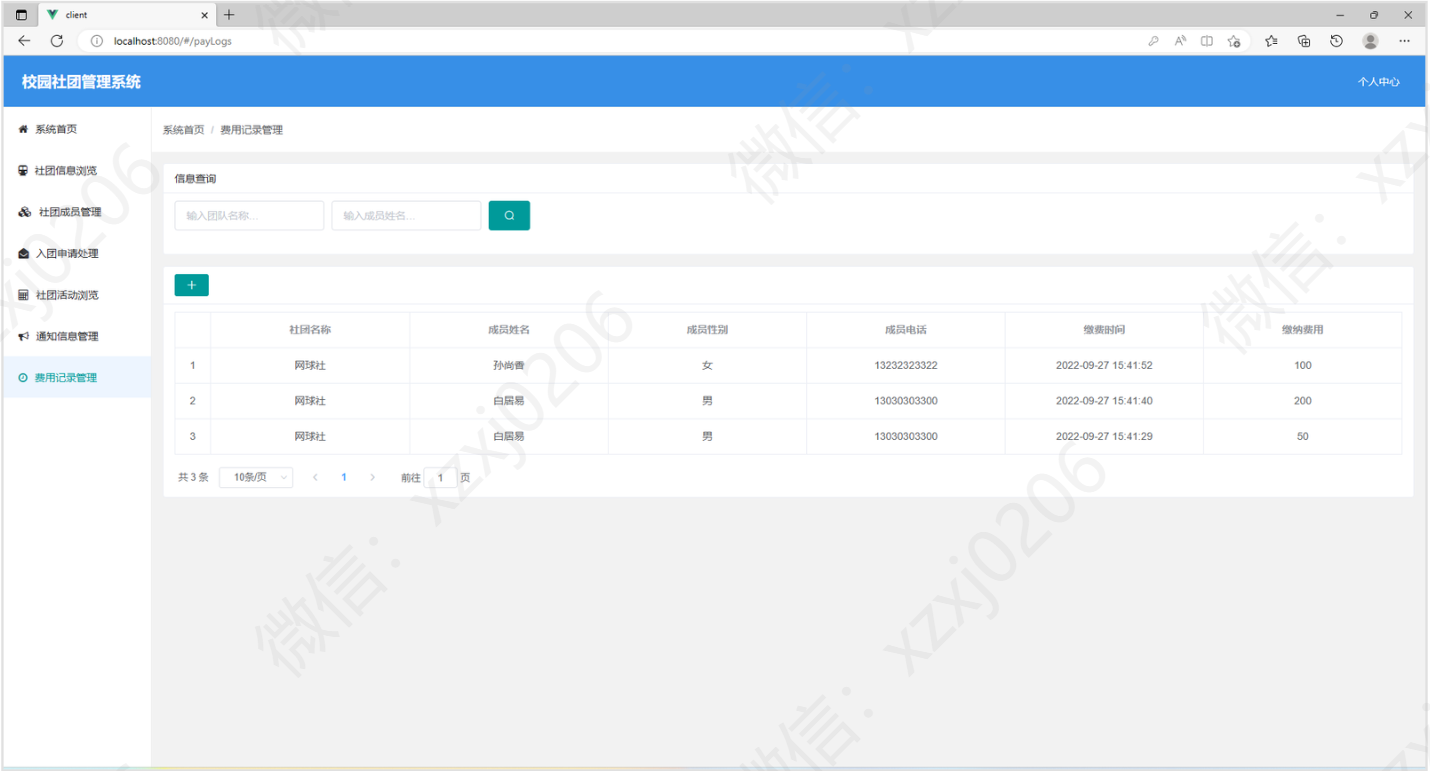 client
localhost:8080/#/payLogs
校园社团管理系统
个人中心
系统首页
社团信息浏览
社团成员管理
入团申请处理
社团活动浏览
通知信息管理
费用记录管理
系统首页 / 费用记录管理
信息查询
输入团队名称... 输入成员姓名...
社团名称 成员姓名 成员性别 成员电话 缴费时间 缴纳费用
1 网球社 孙尚香 女 13232323322 2022-09-27 15:41:52 100
2 网球社 白居易 男 13030303300 2022-09-27 15:41:40 200
3 网球社 白居易 男 13030303300 2022-09-27 15:41:29 50
共 3 条 10条/页 1 前往 1 页
微信：xzxj0206
微信：xzxj0206
微信：